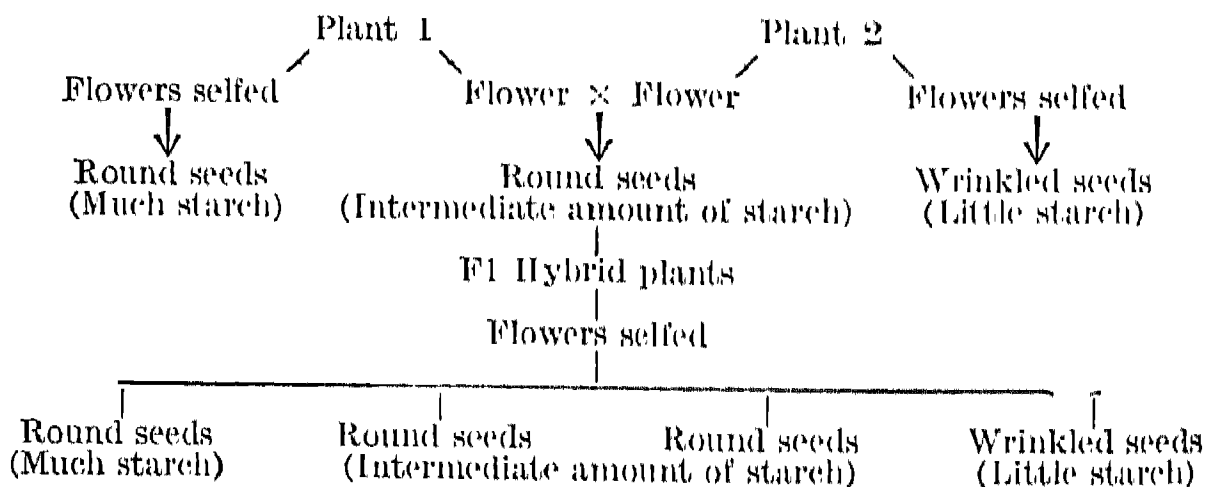 Plant 1 Plant 2
Flowers selfed Flower × Flower Flowers selfed
Round seeds Round seeds Wrinkled seeds
(Much starch) (Intermediate amount of starch) (Little starch)
F1 Hybrid plants
Flowers selfed
Round seeds Round seeds Round seeds Wrinkled seeds
(Much starch) (Intermediate amount of starch) (Little starch)